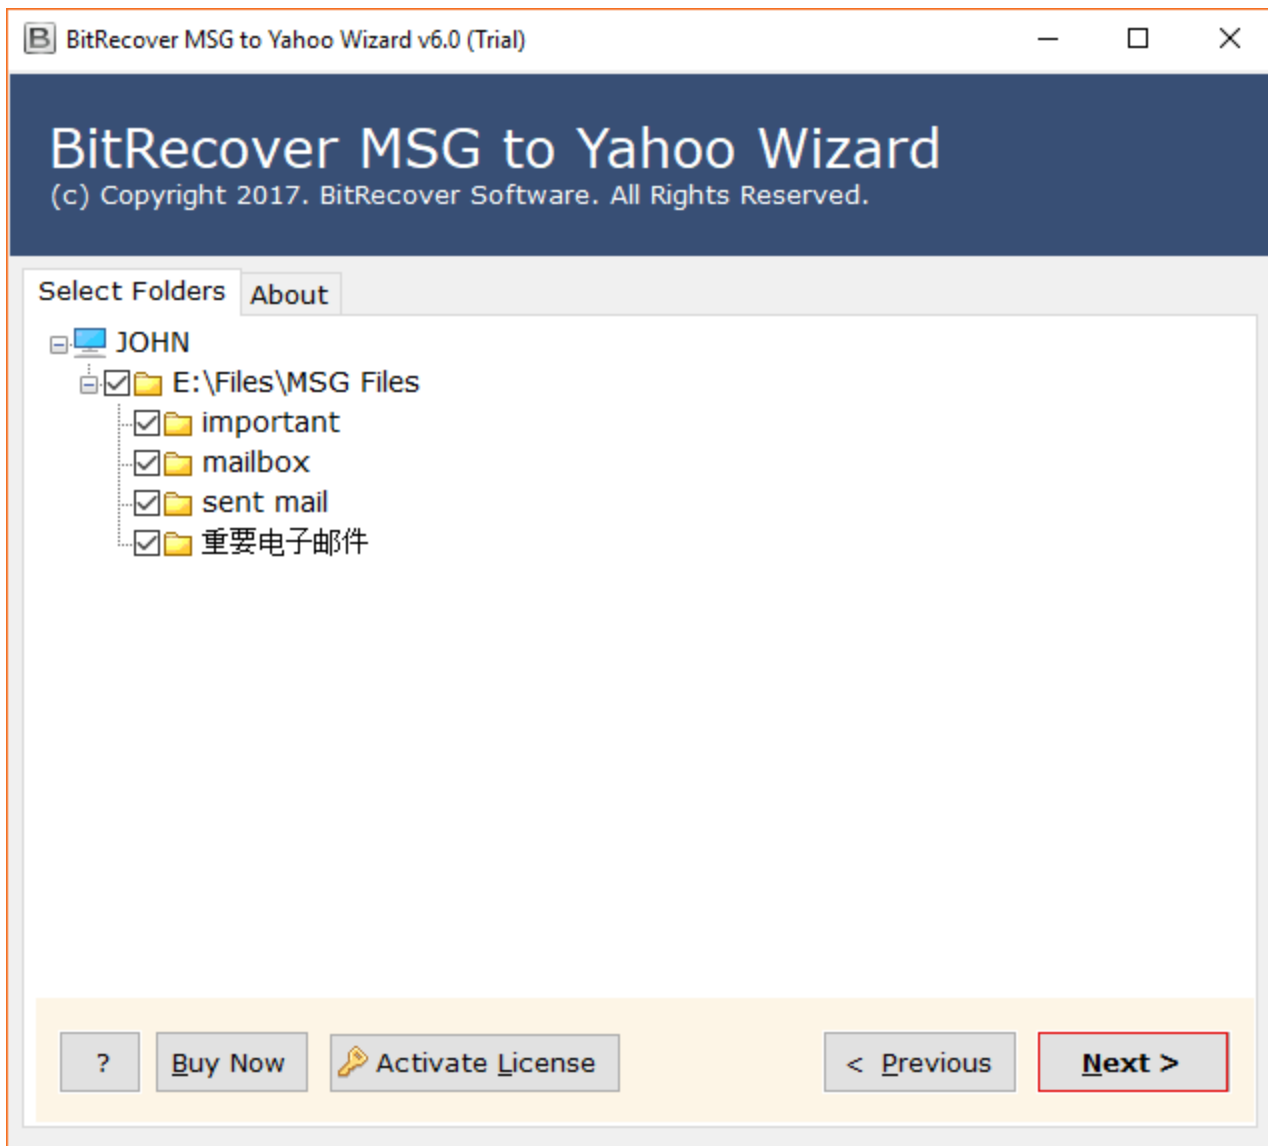 BitRecover MSG to Yahoo Wizard v6.0 (Trial)
BitRecover MSG to Yahoo Wizard
(c) Copyright 2017. BitRecover Software. All Rights Reserved.
Select Folders About
JOHN
E:\Files\MSG Files
important
mailbox
sent mail
重要电子邮件
? Buy Now Activate License < Previous Next >